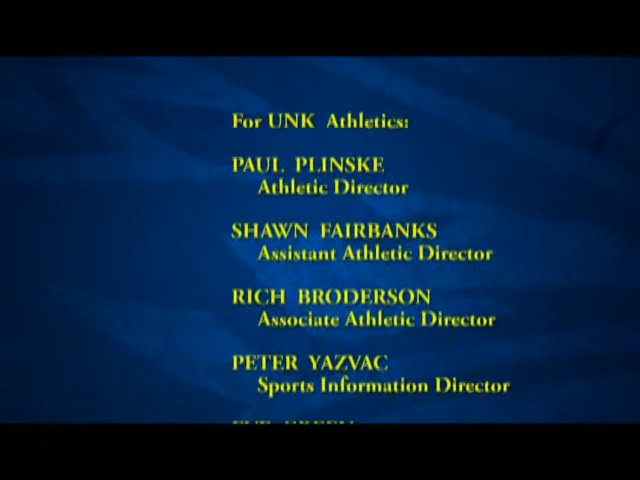 For UNK Athletics:
PAUL PLINSKE
Athletic Director
SHAWN FAIRBANKS
Assistant Athletic Director
RICH BRODERSON
Associate Athletic Director
PETER YAZVAC
Sports Information Director